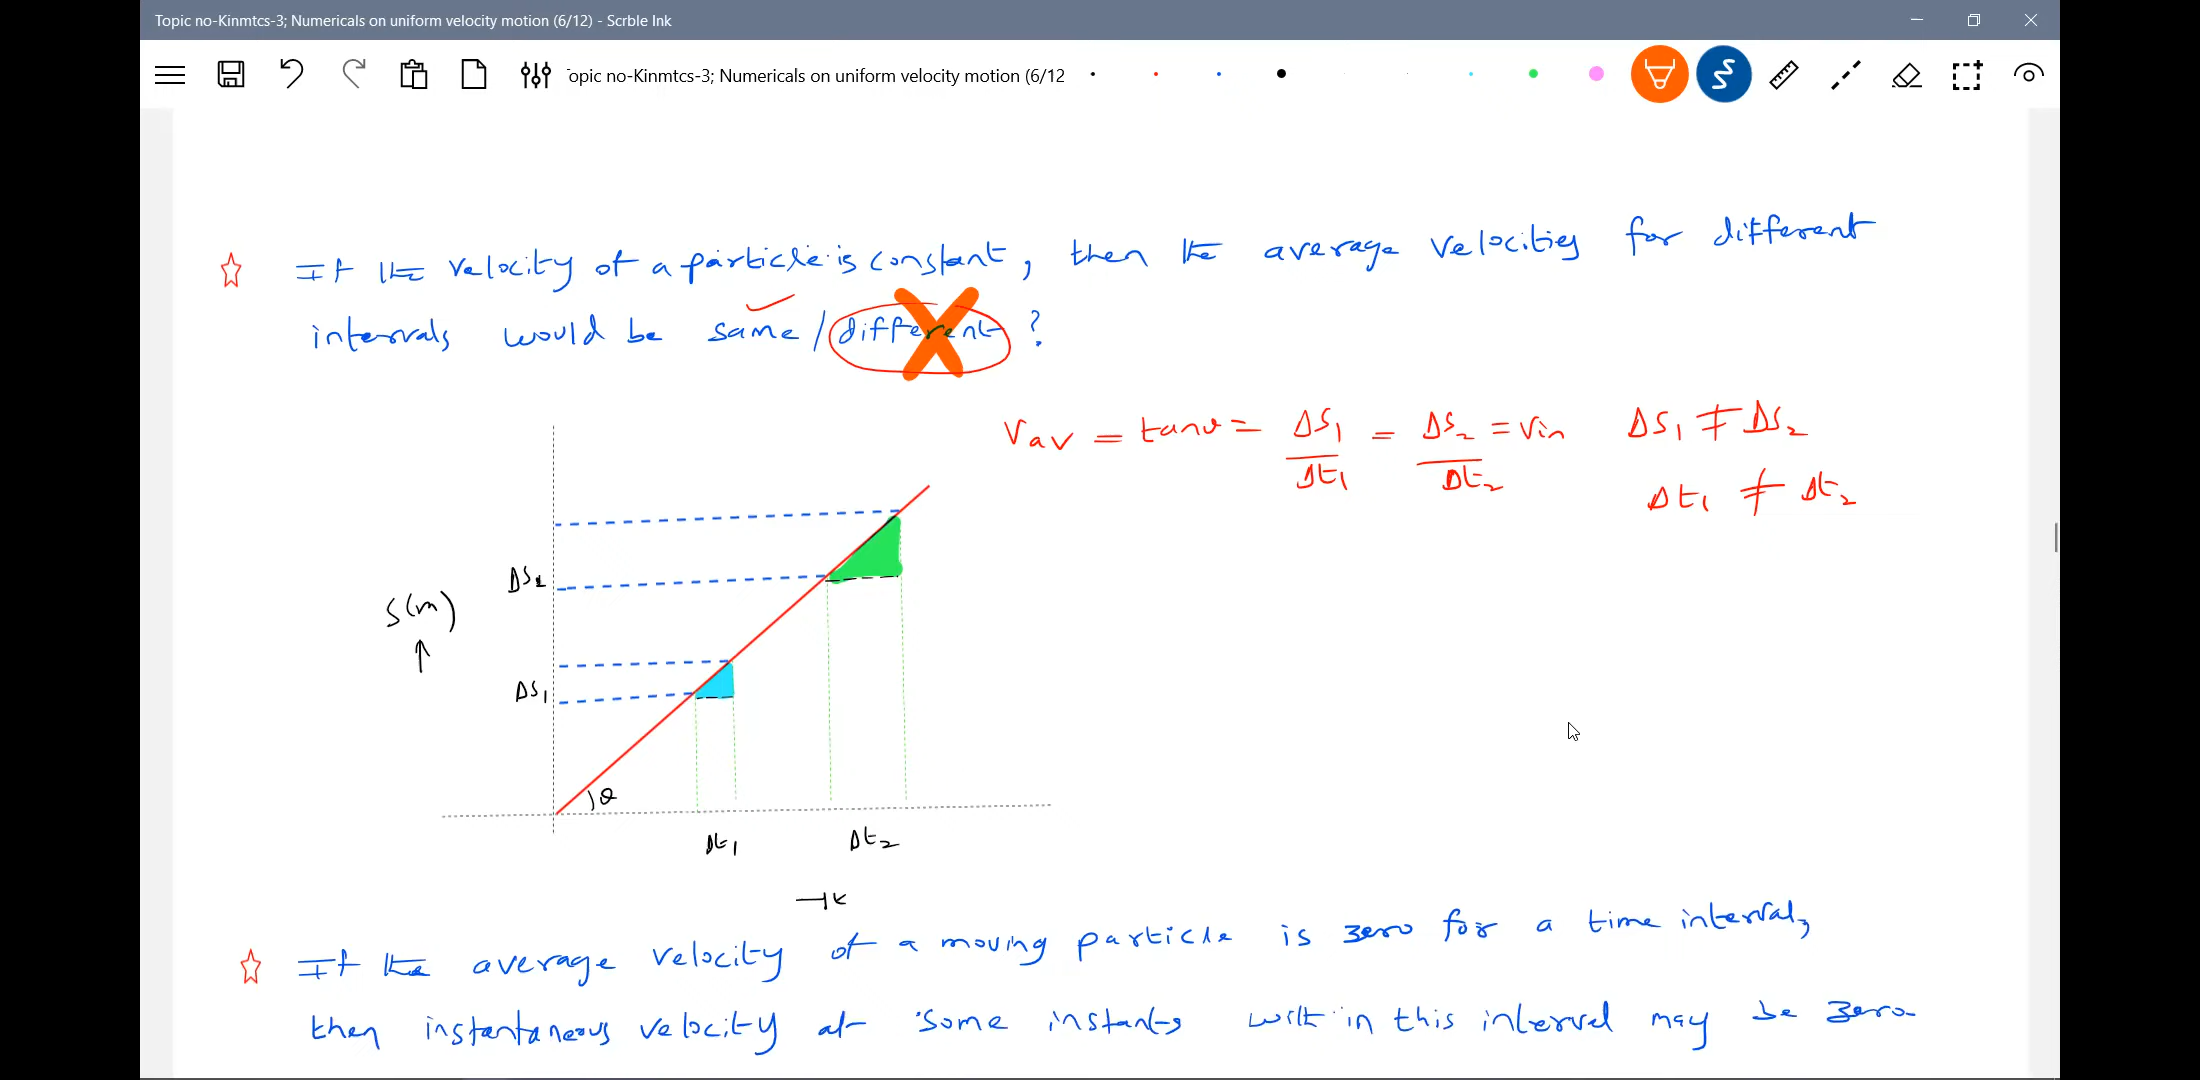 Topic no-Kinmtcs-3; Numericals on uniform velocity motion (6/12) - Scrble Ink
opic no-Kinmtcs-3; Numericals on uniform velocity motion (6/12
If the velocity of a particle is constant, then the average velocities for different
intervals would be same / different ?
Vav = tanθ = ΔS1/Δt1 = ΔS2/Δt2 = Vin ΔS1 ≠ ΔS2
Δt1 ≠ Δt2
ΔS2
S(m)
↑
ΔS1
θ
Δt1 Δt2
→t
If the average velocity of a moving particle is zero for a time interval,
then instantaneous velocity at some instants with in this interval may be zero